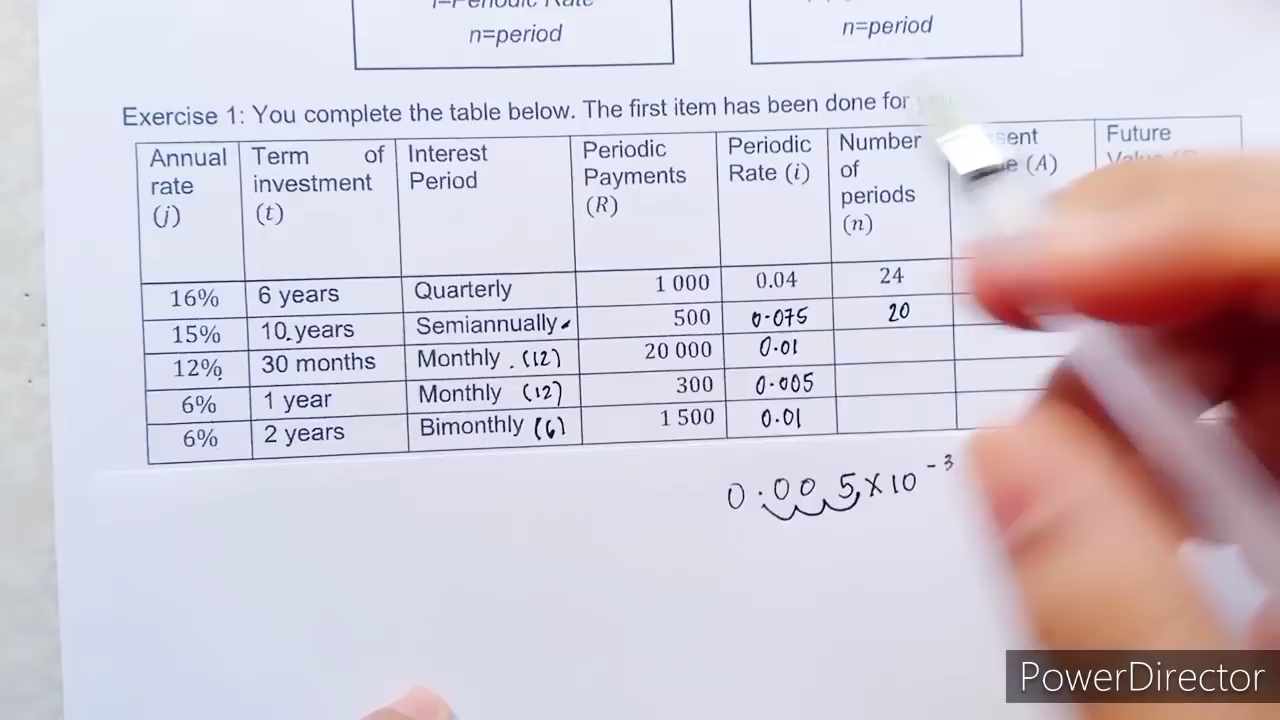 n=period
n=period
Exercise 1: You complete the table below. The first item has been done for
Annual rate (j) Term of investment (t) Interest Period Periodic Payments (R) Periodic Rate (i) Number of periods (n) (A) Future
16% 6 years Quarterly 1 000 0.04 24
15% 10 years Semiannually 500 0.075 20
12% 30 months Monthly (12) 20 000 0.01
6% 1 year Monthly (12) 300 0.005
6% 2 years Bimonthly (6) 1 500 0.01
0.005 x 10^-3
PowerDirector